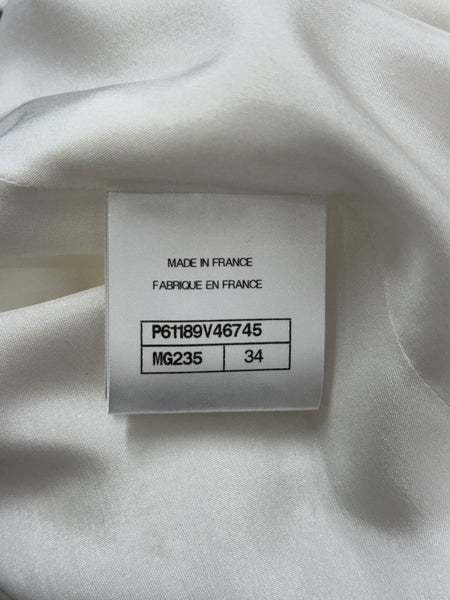 MADE IN FRANCE
FABRIQUE EN FRANCE
P61189V46745
MG235 34